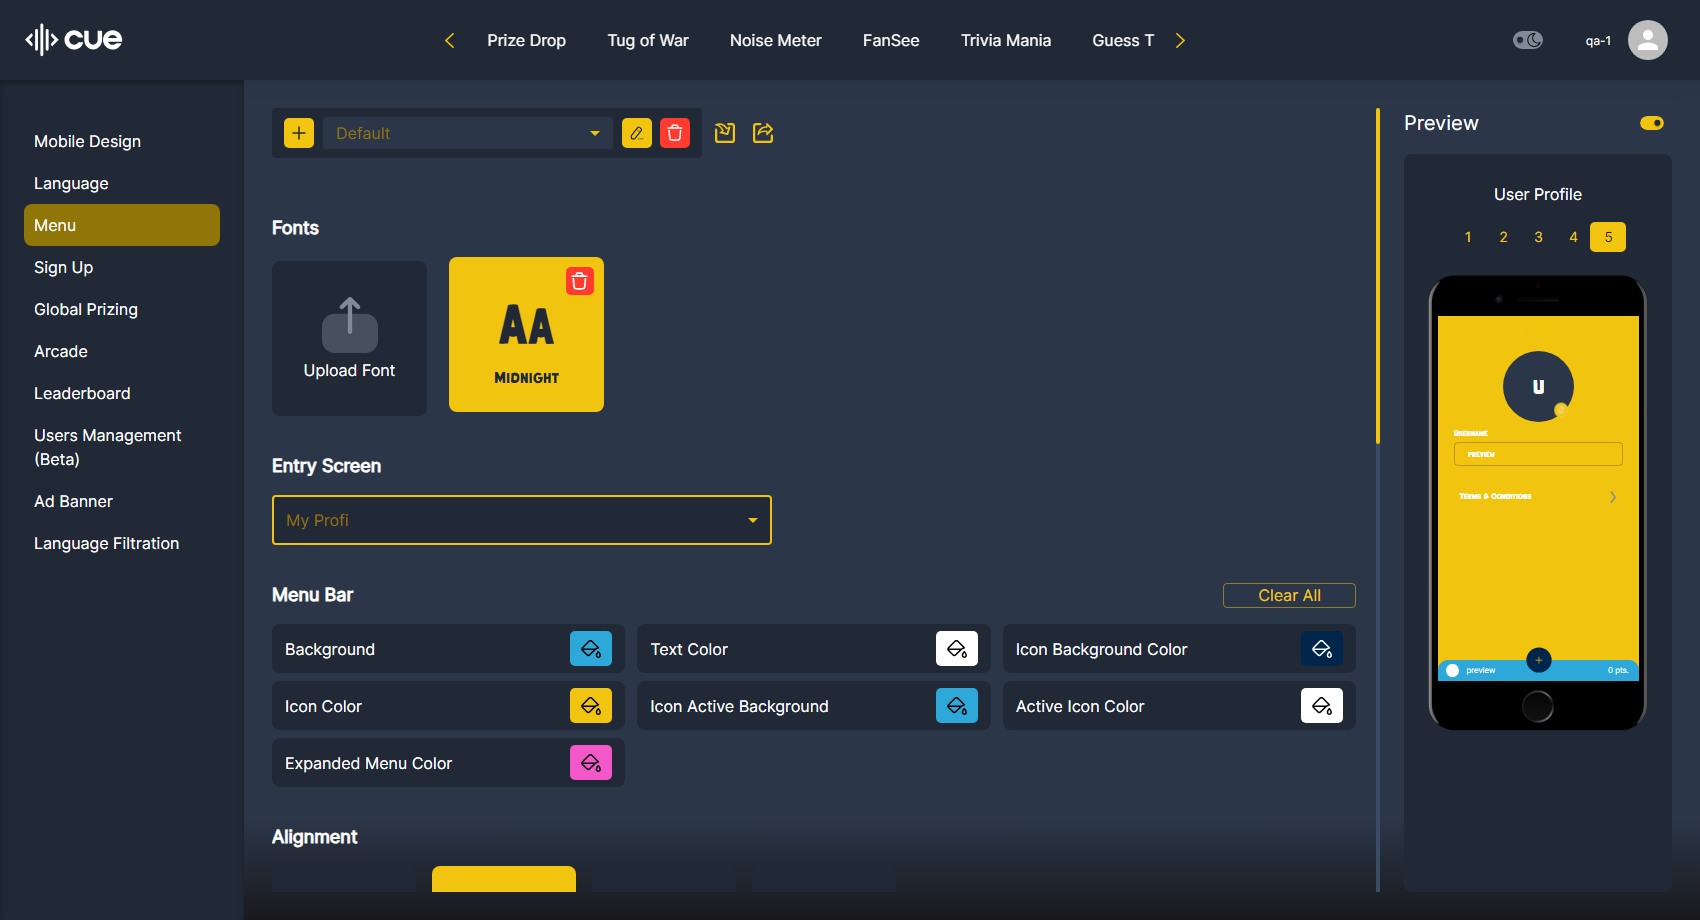 cue
Prize Drop
Tug of War
Noise Meter
FanSee
Trivia Mania
Guess T
qa-1
Mobile Design
Language
Menu
Sign Up
Global Prizing
Arcade
Leaderboard
Users Management
(Beta)
Ad Banner
Language Filtration
Default
Fonts
Upload Font
AA
MIDNIGHT
Entry Screen
My Profi
Menu Bar
Clear All
Background
Text Color
Icon Background Color
Icon Color
Icon Active Background
Active Icon Color
Expanded Menu Color
Alignment
Preview
User Profile
1 2 3 4 5
U
USERNAME
PREVIEW
TERMS & CONDITIONS
preview
0 pts.